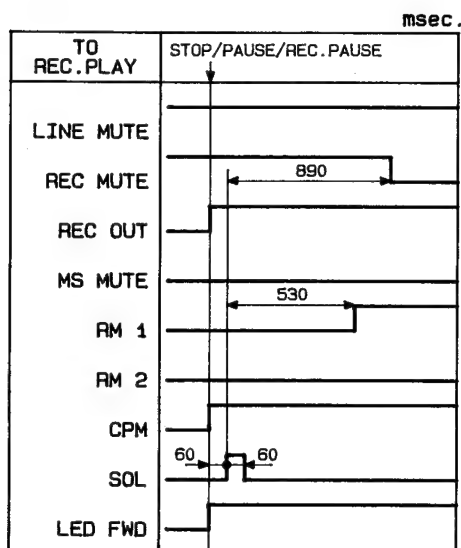 msec.
TO
REC.PLAY
STOP/PAUSE/REC.PAUSE
LINE MUTE
REC MUTE
890
REC OUT
MS MUTE
530
RM 1
RM 2
CPM
60 60
SOL
LED FWD